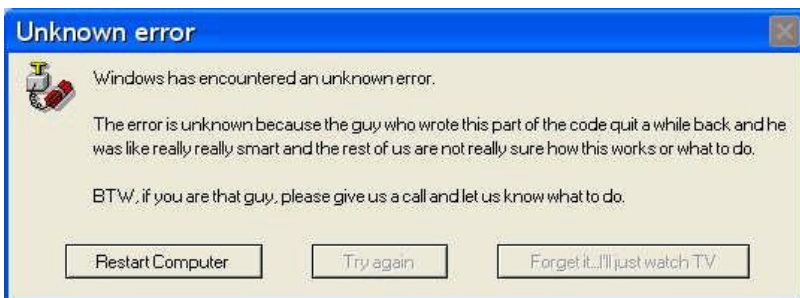 Unknown error
Windows has encountered an unknown error.
The error is unknown because the guy who wrote this part of the code quit a while back and he
was like really really smart and the rest of us are not really sure how this works or what to do.
BTW, if you are that guy, please give us a call and let us know what to do.
Restart Computer
Try again
Forget it...I'll just watch TV